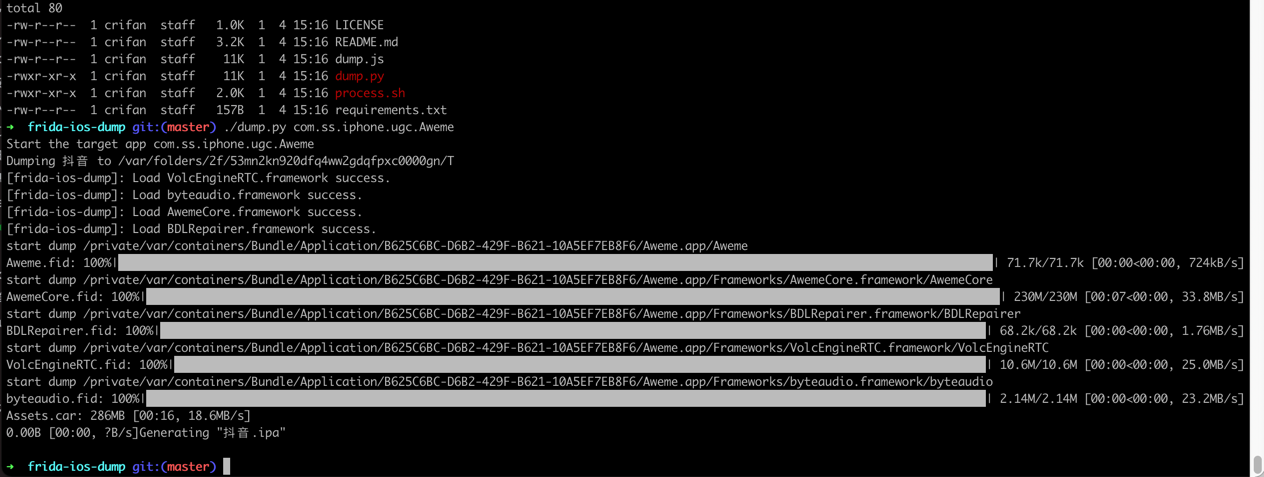 total 80
-rw-r--r--  1 crifan  staff   1.0K  1  4 15:16 LICENSE
-rw-r--r--  1 crifan  staff   3.2K  1  4 15:16 README.md
-rw-r--r--  1 crifan  staff    11K  1  4 15:16 dump.js
-rwxr-xr-x  1 crifan  staff    11K  1  4 15:16 dump.py
-rwxr-xr-x  1 crifan  staff   2.0K  1  4 15:16 process.sh
-rw-r--r--  1 crifan  staff   157B  1  4 15:16 requirements.txt
➜  frida-ios-dump git:(master) ./dump.py com.ss.iphone.ugc.Aweme
Start the target app com.ss.iphone.ugc.Aweme
Dumping 抖音 to /var/folders/2f/53mn2kn920dfq4ww2gdqfpxc0000gn/T
[frida-ios-dump]: Load VolcEngineRTC.framework success.
[frida-ios-dump]: Load byteaudio.framework success.
[frida-ios-dump]: Load AwemeCore.framework success.
[frida-ios-dump]: Load BDLRepairer.framework success.
start dump /private/var/containers/Bundle/Application/B625C6BC-D6B2-429F-B621-10A5EF7EB8F6/Aweme.app/Aweme
Aweme.fid: 100%| | 71.7k/71.7k [00:00<00:00, 724kB/s]
start dump /private/var/containers/Bundle/Application/B625C6BC-D6B2-429F-B621-10A5EF7EB8F6/Aweme.app/Frameworks/AwemeCore.framework/AwemeCore
AwemeCore.fid: 100%| | 230M/230M [00:07<00:00, 33.8MB/s]
start dump /private/var/containers/Bundle/Application/B625C6BC-D6B2-429F-B621-10A5EF7EB8F6/Aweme.app/Frameworks/BDLRepairer.framework/BDLRepairer
BDLRepairer.fid: 100%| | 68.2k/68.2k [00:00<00:00, 1.76MB/s]
start dump /private/var/containers/Bundle/Application/B625C6BC-D6B2-429F-B621-10A5EF7EB8F6/Aweme.app/Frameworks/VolcEngineRTC.framework/VolcEngineRTC
VolcEngineRTC.fid: 100%| | 10.6M/10.6M [00:00<00:00, 25.0MB/s]
start dump /private/var/containers/Bundle/Application/B625C6BC-D6B2-429F-B621-10A5EF7EB8F6/Aweme.app/Frameworks/byteaudio.framework/byteaudio
byteaudio.fid: 100%| | 2.14M/2.14M [00:00<00:00, 23.2MB/s]
Assets.car: 286MB [00:16, 18.6MB/s]
0.00B [00:00, ?B/s]Generating "抖音.ipa"
➜  frida-ios-dump git:(master)